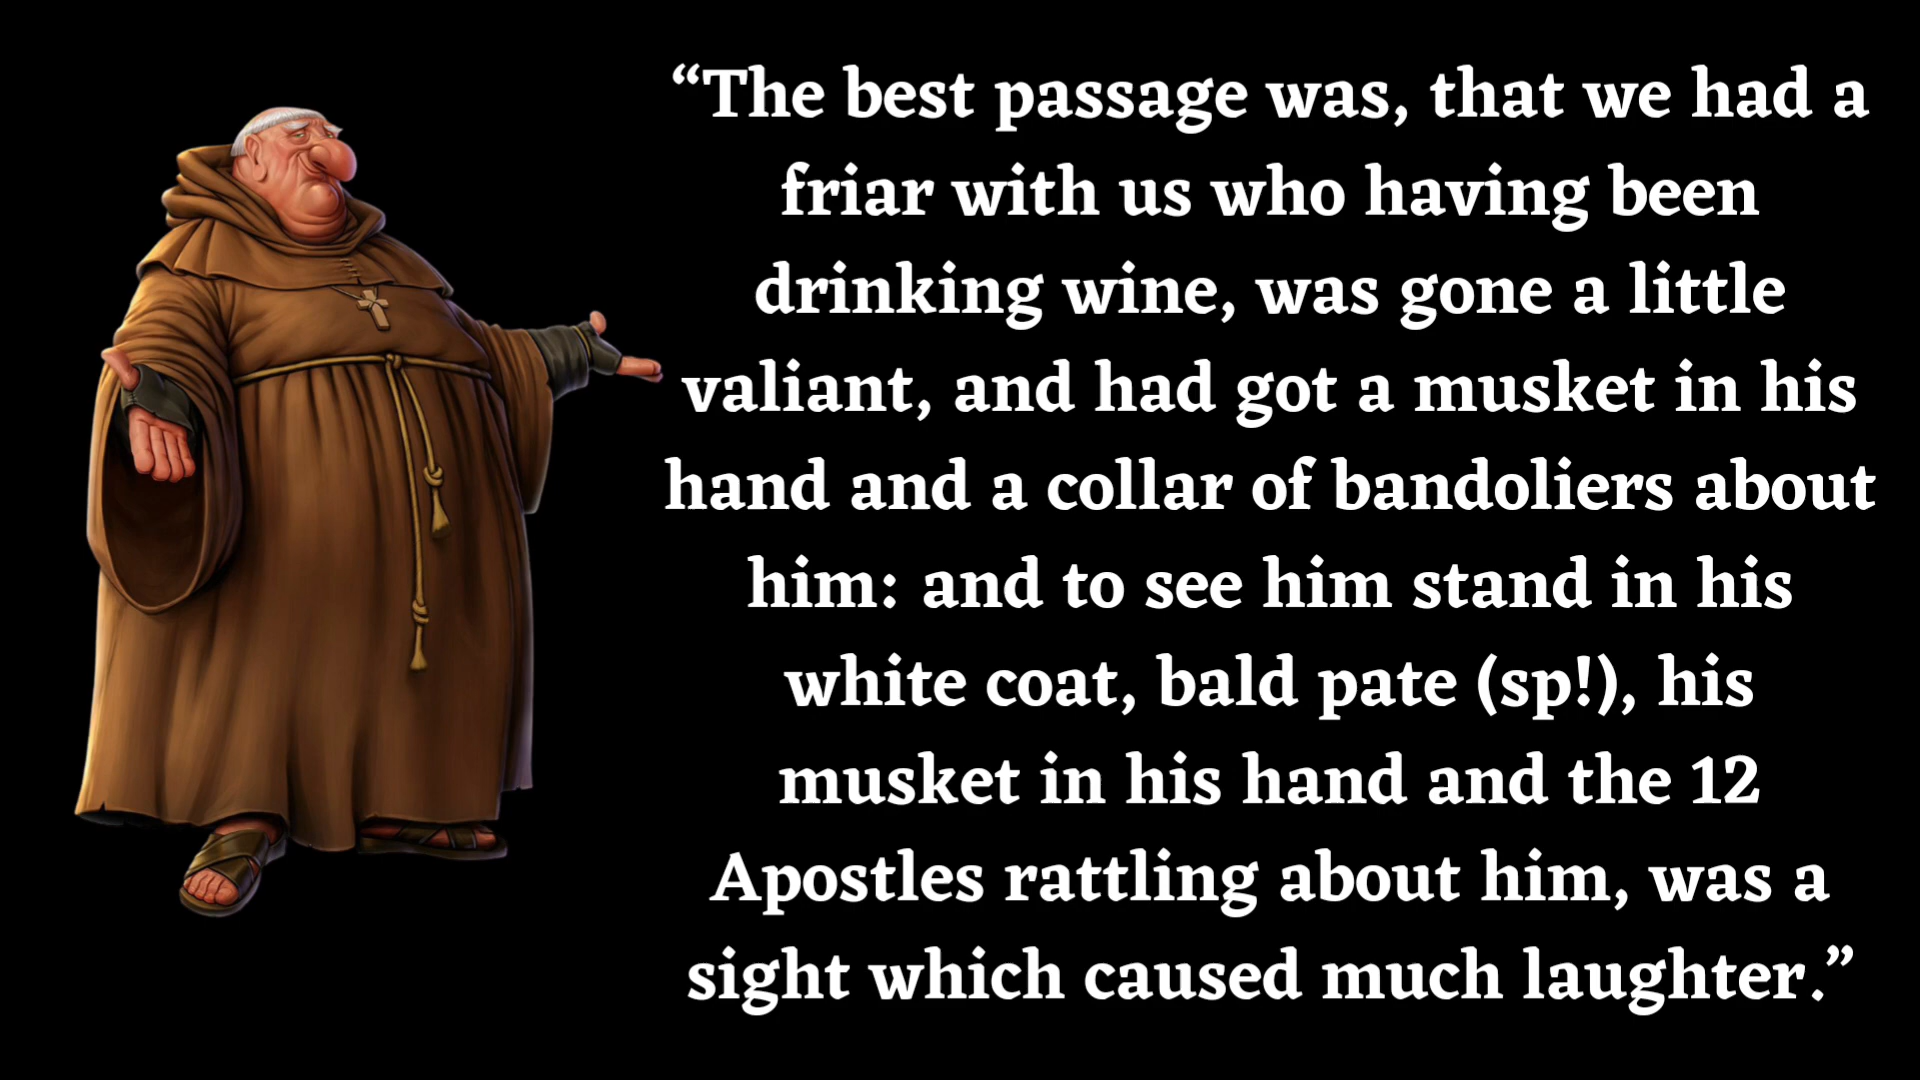 “The best passage was, that we had a
friar with us who having been
drinking wine, was gone a little
valiant, and had got a musket in his
hand and a collar of bandoliers about
him: and to see him stand in his
white coat, bald pate (sp!), his
musket in his hand and the 12
Apostles rattling about him, was a
sight which caused much laughter.”